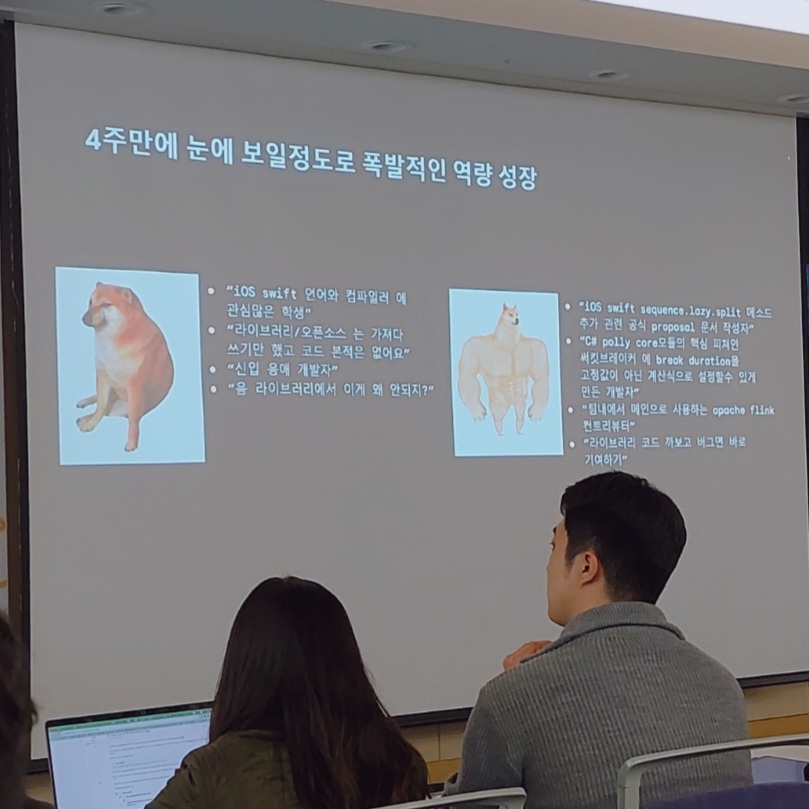 4주만에 눈에 보일정도로 폭발적인 역량 성장
● “iOS swift 언어와 컴파일러 에
관심많은 학생”
● “라이브러리/오픈소스 는 가져다
쓰기만 했고 코드 본적은 없어요”
● “신입 응애 개발자”
● “음 라이브러리에서 이게 왜 안되지?”
● “iOS swift sequence.lazy.split 메소드
추가 관련 공식 proposal 문서 작성자”
● “C# polly core모듈의 핵심 피쳐인
써킷브레이커 에 break duration을
고정값이 아닌 계산식으로 설정할수 있게
만든 개발자”
● “팀내에서 메인으로 사용하는 apache flink
컨트리뷰터”
● “라이브러리 코드 까보고 버그면 바로
기여하기”